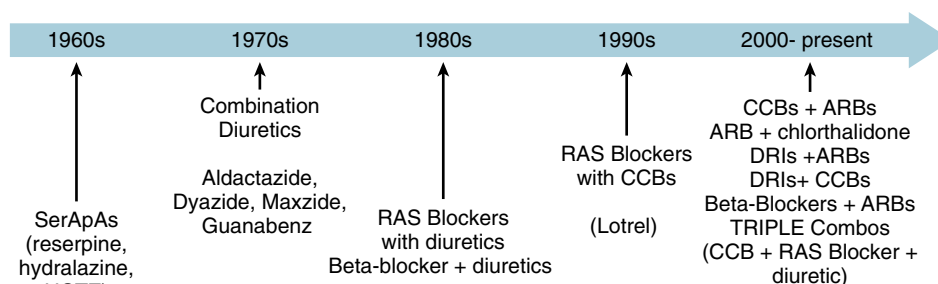 1960s
1970s
1980s
1990s
2000- present
SerApAs
(reserpine,
hydralazine,
Combination
Diuretics
Aldactazide,
Dyazide, Maxzide,
Guanabenz
RAS Blockers
with diuretics
Beta-blocker + diuretics
RAS Blockers
with CCBs
(Lotrel)
CCBs + ARBs
ARB + chlorthalidone
DRIs +ARBs
DRIs+ CCBs
Beta-Blockers + ARBs
TRIPLE Combos
(CCB + RAS Blocker +
diuretic)